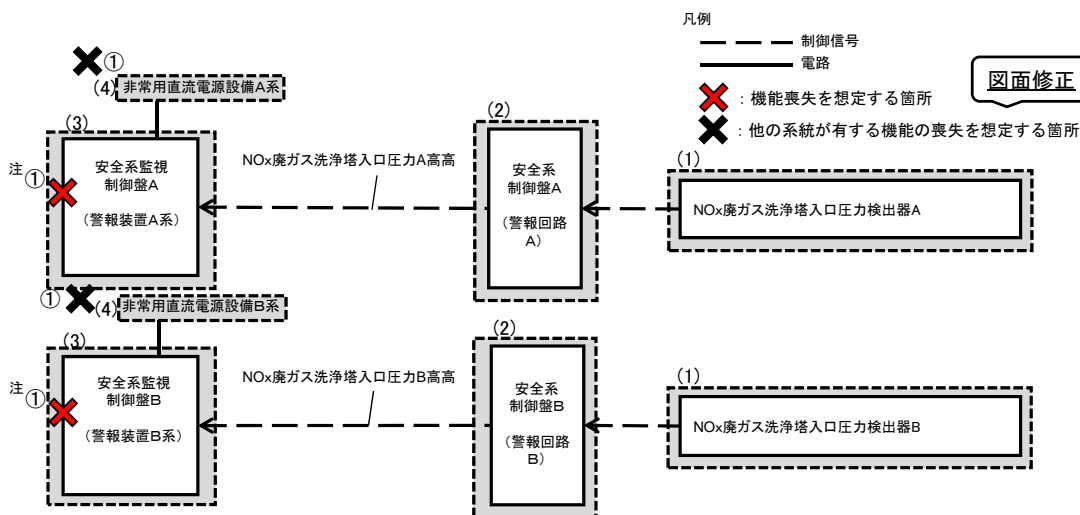 凡例
制御信号
電路
：機能喪失を想定する箇所
：他の系統が有する機能の喪失を想定する箇所
図面修正
①
(4)
非常用直流電源設備A系
(3)
注①
安全系監視
制御盤A
（警報装置A系）
NOx廃ガス洗浄塔入口圧力A高高
(2)
安全系
制御盤A
（警報回路
A）
(1)
NOx廃ガス洗浄塔入口圧力検出器A
①
(4)
非常用直流電源設備B系
(3)
注①
安全系監視
制御盤B
（警報装置B系）
NOx廃ガス洗浄塔入口圧力B高高
(2)
安全系
制御盤B
（警報回路
B）
(1)
NOx廃ガス洗浄塔入口圧力検出器B